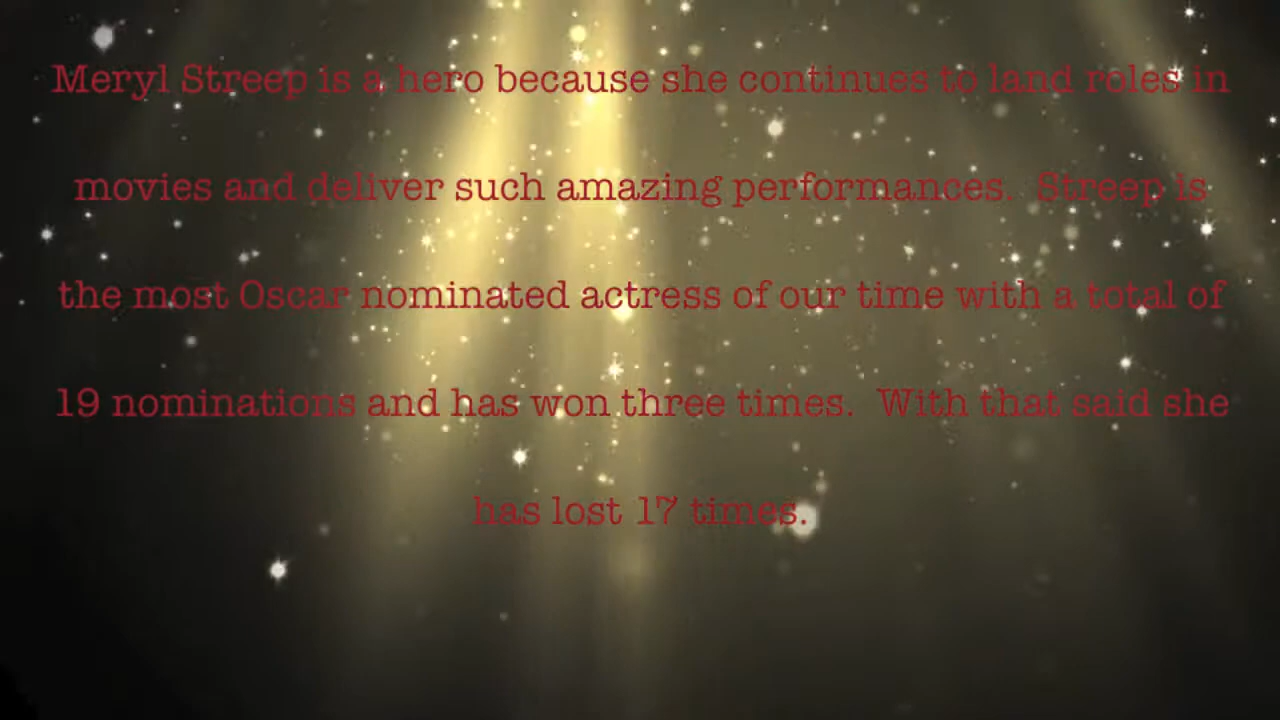 Meryl Streep is a hero because she continues to land roles in
movies and deliver such amazing performances.  Streep is
the most Oscar nominated actress of our time with a total of
19 nominations and has won three times.  With that said she
has lost 17 times.